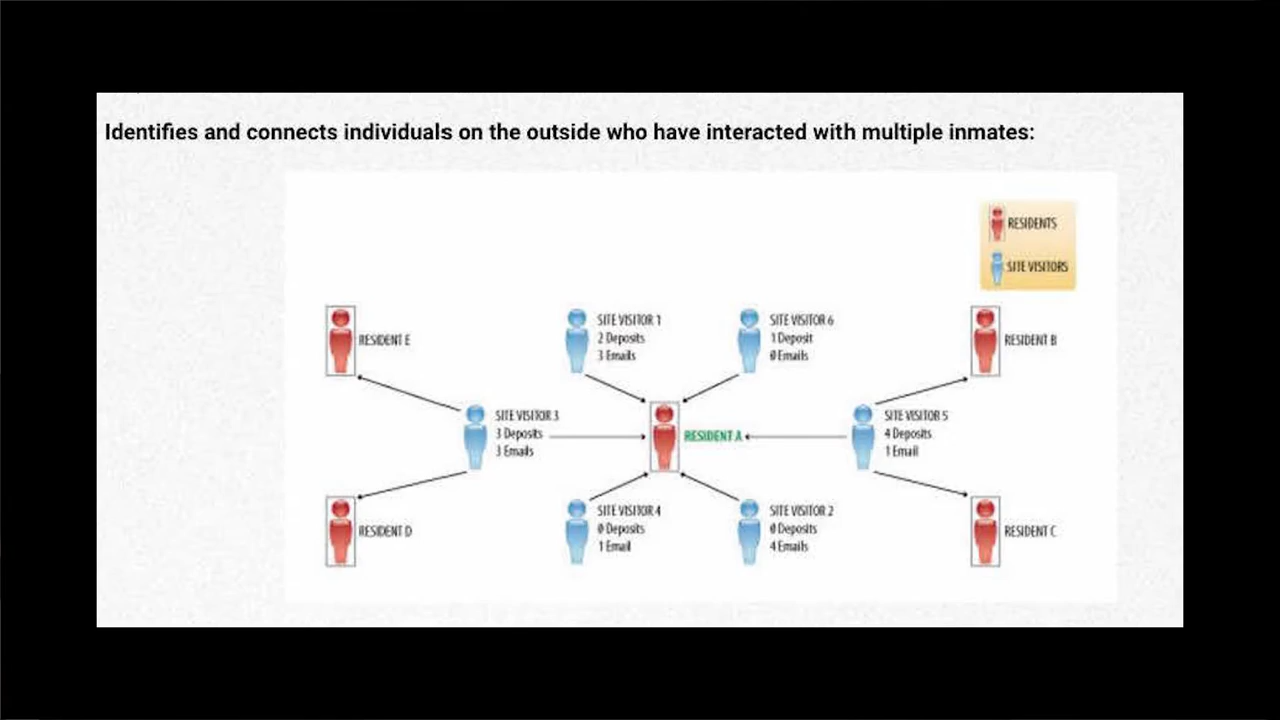 Identifies and connects individuals on the outside who have interacted with multiple inmates:
RESIDENTS
SITE VISITORS
RESIDENT E
SITE VISITOR 1
2 Deposits
3 Emails
SITE VISITOR 6
1 Deposit
0 Emails
RESIDENT B
SITE VISITOR 3
3 Deposits
3 Emails
RESIDENT A
SITE VISITOR 5
4 Deposits
1 Email
RESIDENT D
SITE VISITOR 4
0 Deposits
1 Email
SITE VISITOR 2
0 Deposits
4 Emails
RESIDENT C